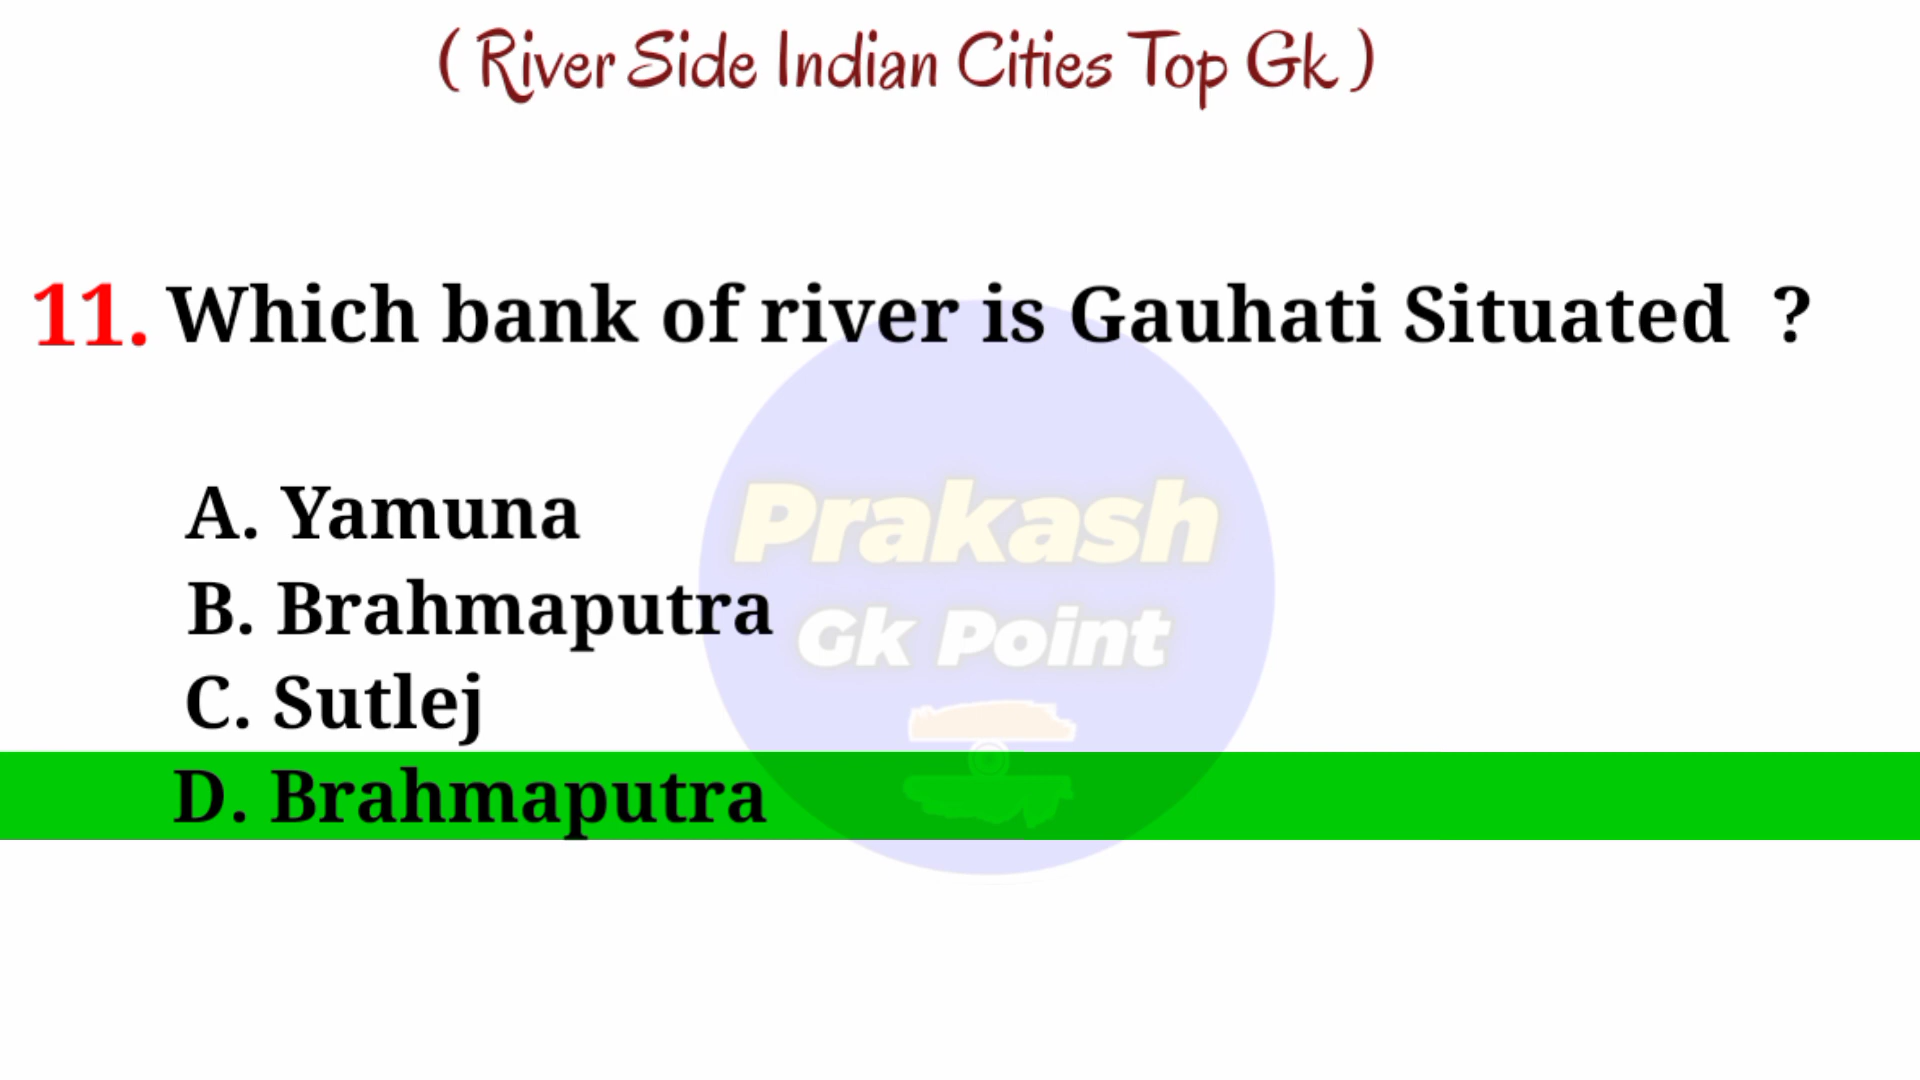 ( River Side Indian Cities Top Gk )
11. Which bank of river is Gauhati Situated ?
A. Yamuna
B. Brahmaputra
Prakash
Gk Point
C. Sutlej
D. Brahmaputra